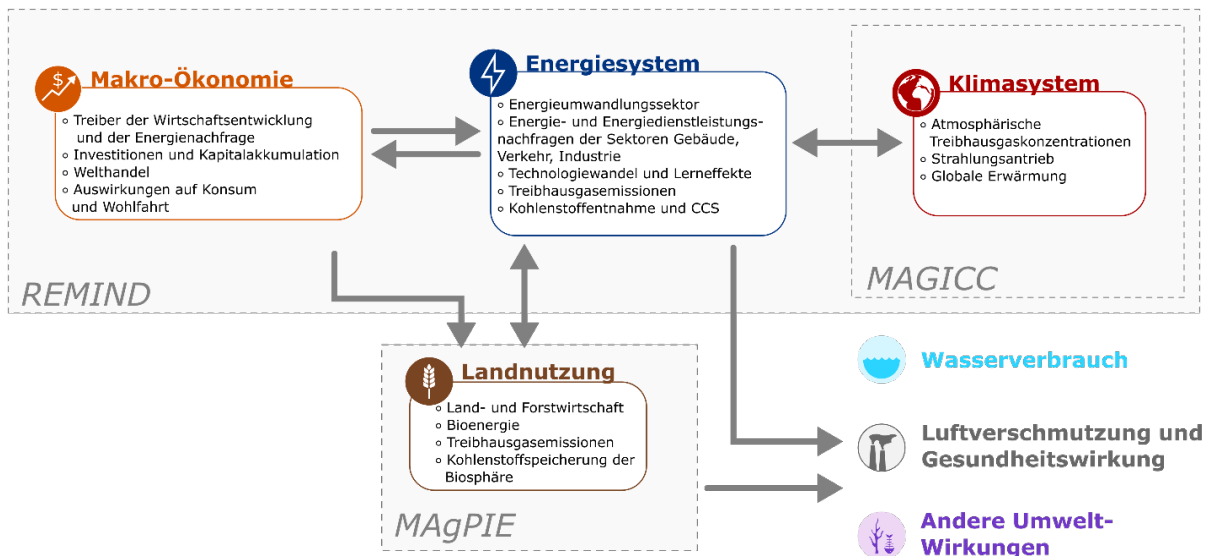 Makro-Ökonomie
◦ Treiber der Wirtschaftsentwicklung
und der Energienachfrage
◦ Investitionen und Kapitalakkumulation
◦ Welthandel
◦ Auswirkungen auf Konsum
und Wohlfahrt
Energiesystem
◦ Energieumwandlungssektor
◦ Energie- und Energiedienstleistungs-
nachfragen der Sektoren Gebäude,
Verkehr, Industrie
◦ Technologiewandel und Lerneffekte
◦ Treibhausgasemissionen
◦ Kohlenstoffentnahme und CCS
Klimasystem
◦ Atmosphärische
Treibhausgaskonzentrationen
◦ Strahlungsantrieb
◦ Globale Erwärmung
REMIND
MAGICC
Landnutzung
◦ Land- und Forstwirtschaft
◦ Bioenergie
◦ Treibhausgasemissionen
◦ Kohlenstoffspeicherung der
Biosphäre
MAgPIE
Wasserverbrauch
Luftverschmutzung und
Gesundheitswirkung
Andere Umwelt-
Wirkungen